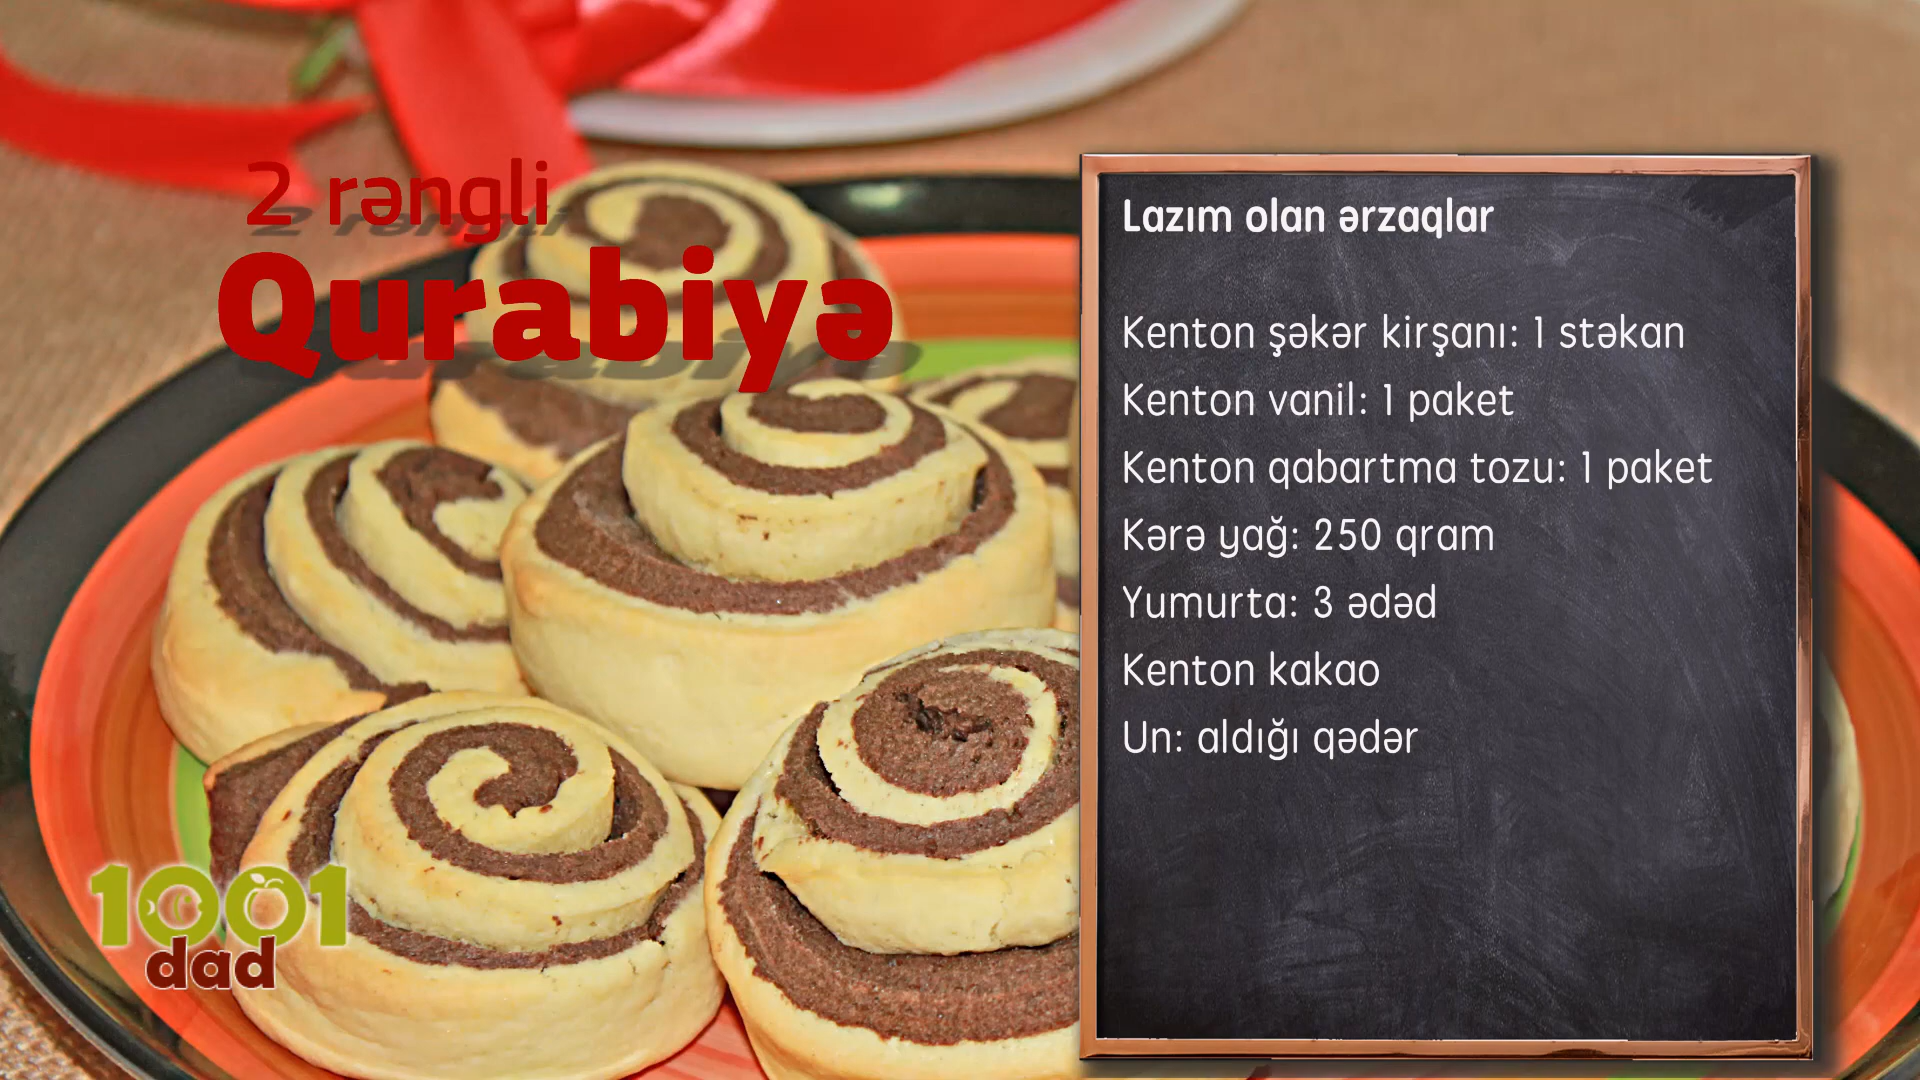 2 rəngli
Qurabiyə
Lazım olan ərzaqlar
Kenton şəkər kirşanı: 1 stəkan
Kenton vanil: 1 paket
Kenton qabartma tozu: 1 paket
Kərə yağ: 250 qram
Yumurta: 3 ədəd
Kenton kakao
Un: aldığı qədər
1001
dad